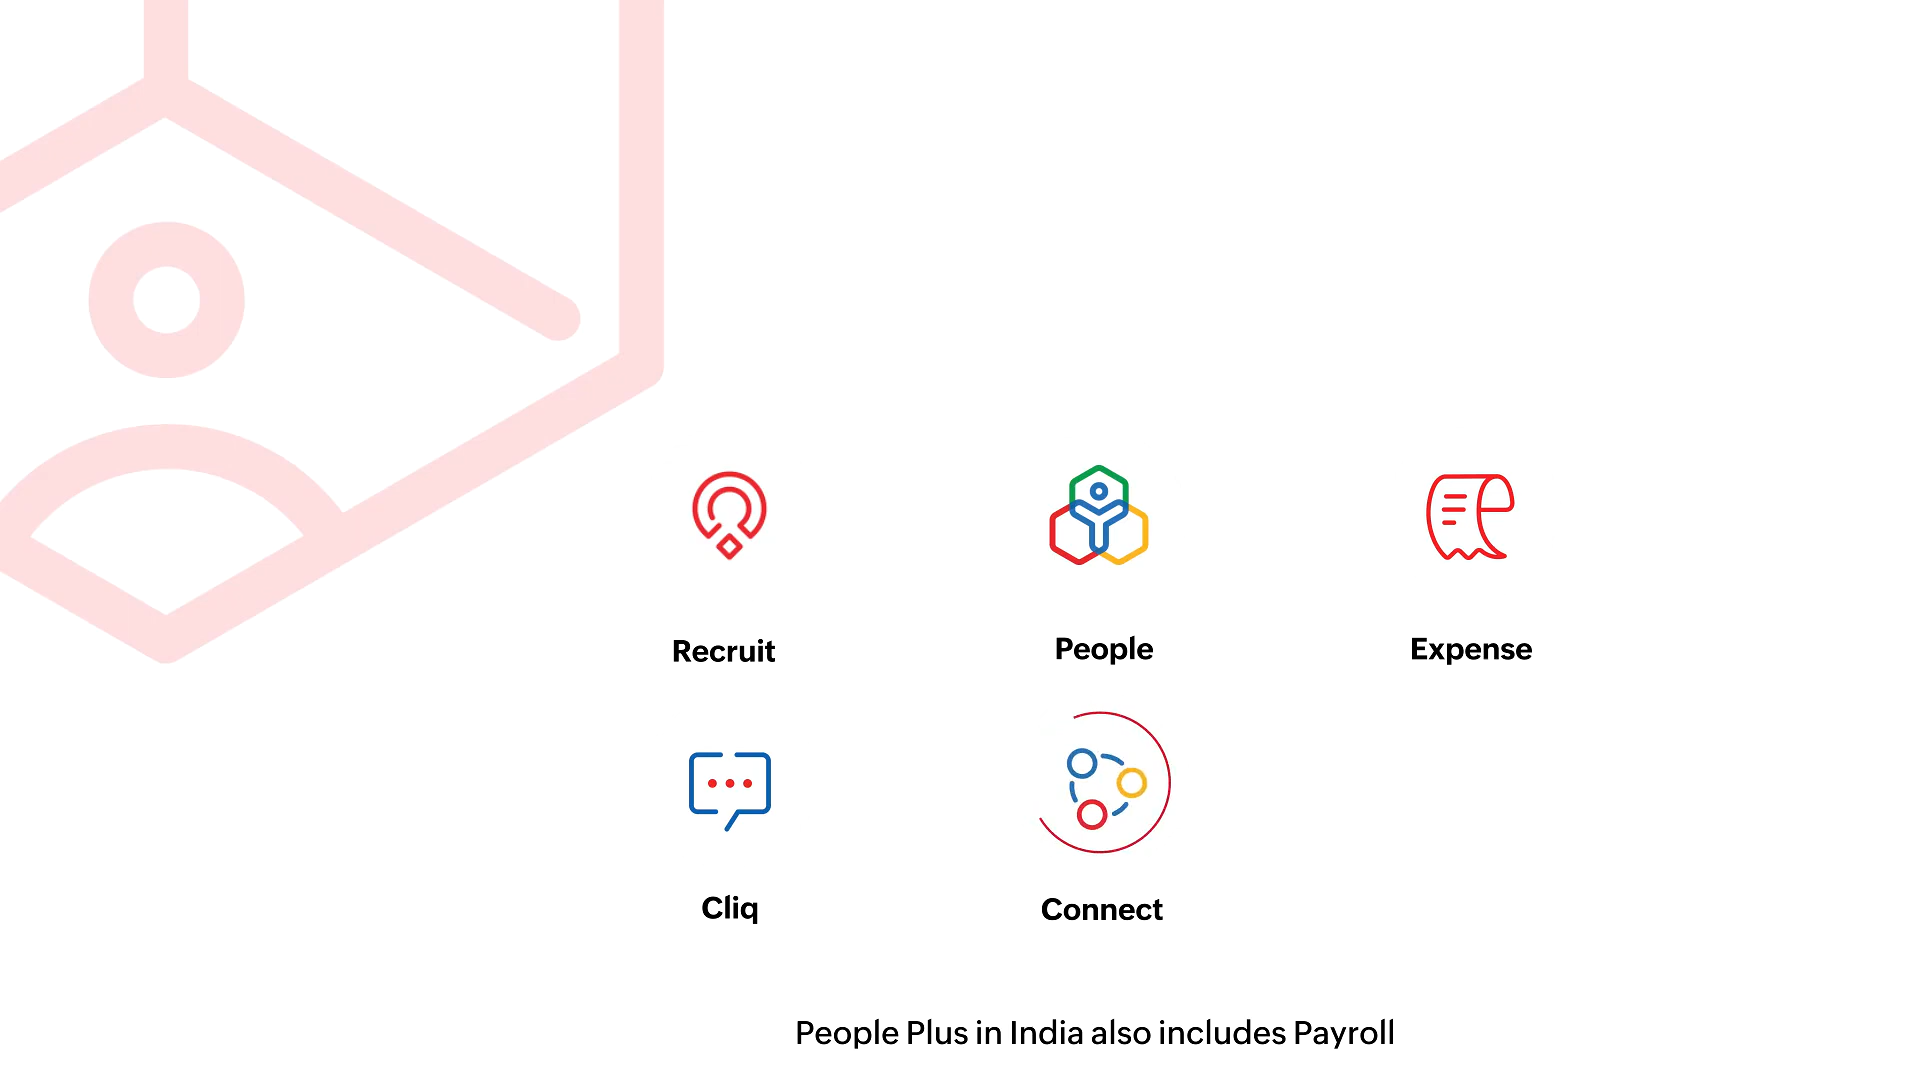 Recruit
People
Expense
Cliq
Connect
People Plus in India also includes Payroll